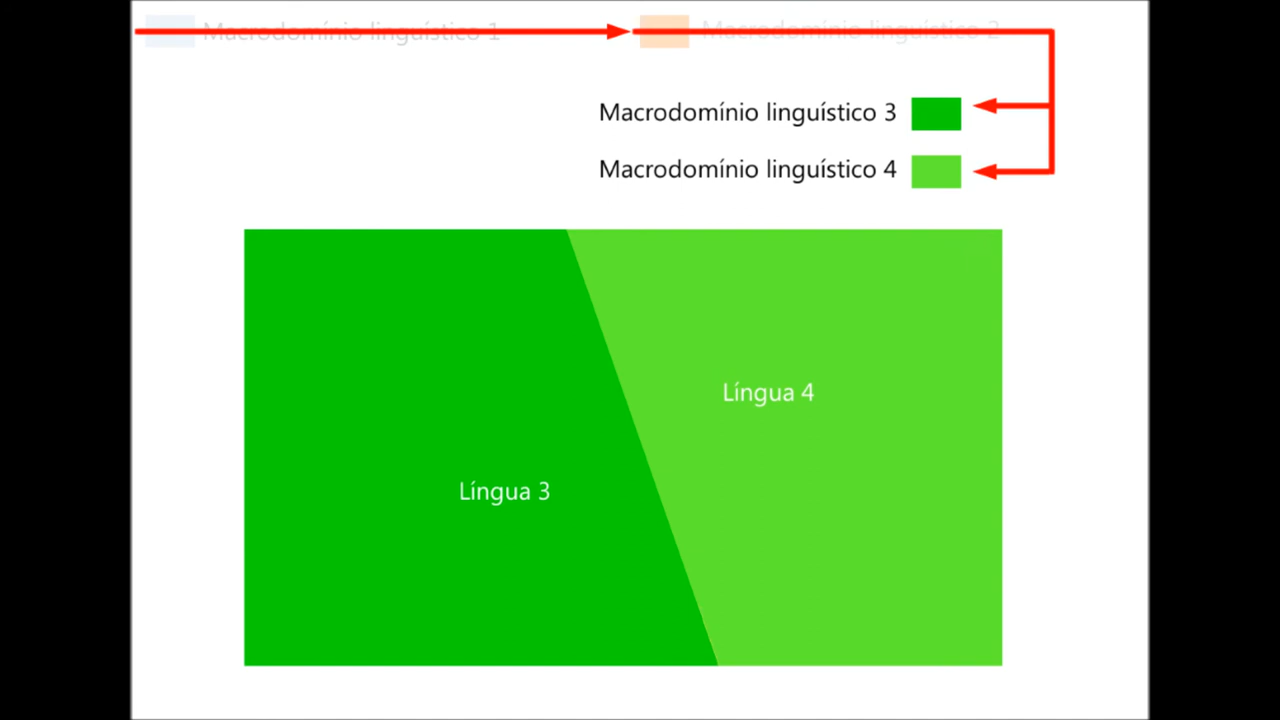 Macrodomínio linguístico 1
Macrodomínio linguístico 2
Macrodomínio linguístico 3
Macrodomínio linguístico 4
Língua 4
Língua 3